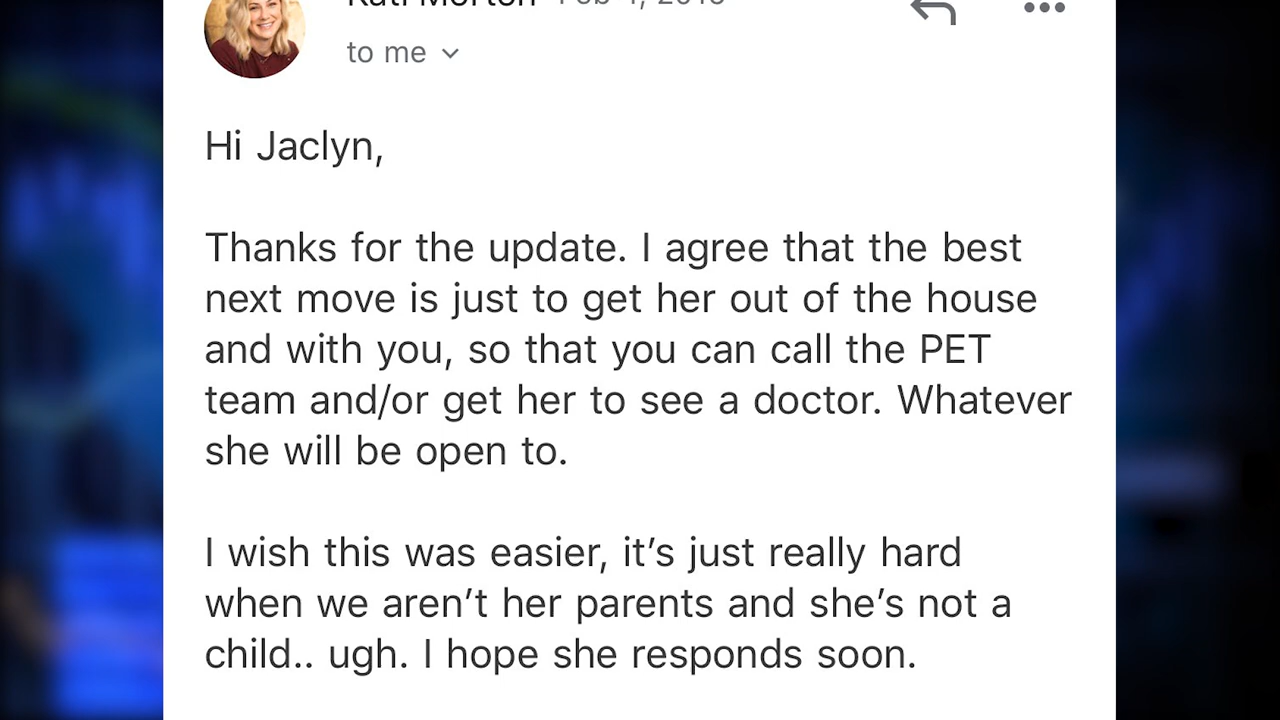 to me
Hi Jaclyn,
Thanks for the update. I agree that the best
next move is just to get her out of the house
and with you, so that you can call the PET
team and/or get her to see a doctor. Whatever
she will be open to.
I wish this was easier, it's just really hard
when we aren't her parents and she's not a
child.. ugh. I hope she responds soon.